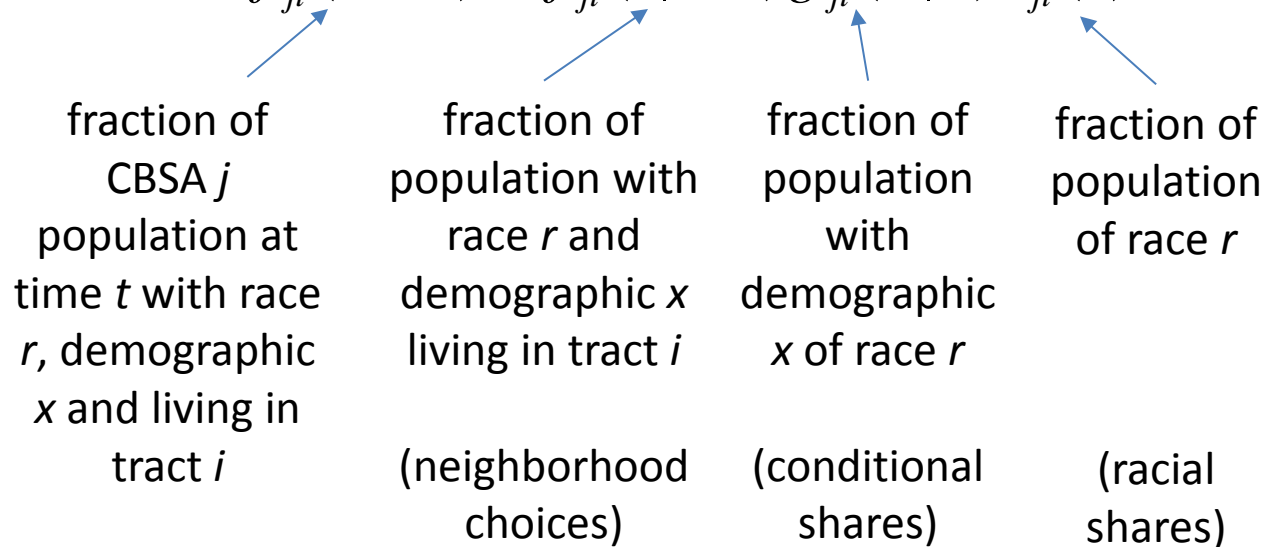 fraction of
CBSA j
population at
time t with race
r, demographic
x and living in
tract i
fraction of
population with
race r and
demographic x
living in tract i
(neighborhood
choices)
fraction of
population
with
demographic
x of race r
(conditional
shares)
fraction of
population
of race r
(racial
shares)